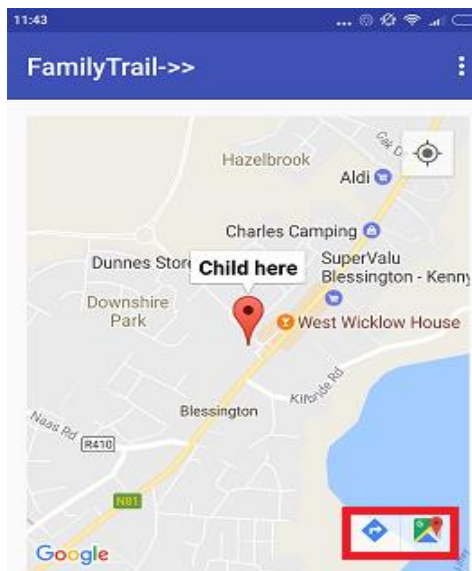 11:43
FamilyTrail->>
Hazelbrook
Aldi
Charles Camping
Dunnes Stor
Child here
SuperValu
Blessington - Kenny
Downshire
Park
West Wicklow House
Kilbride Rd
Blessington
Naas Rd
R410
N81
Google